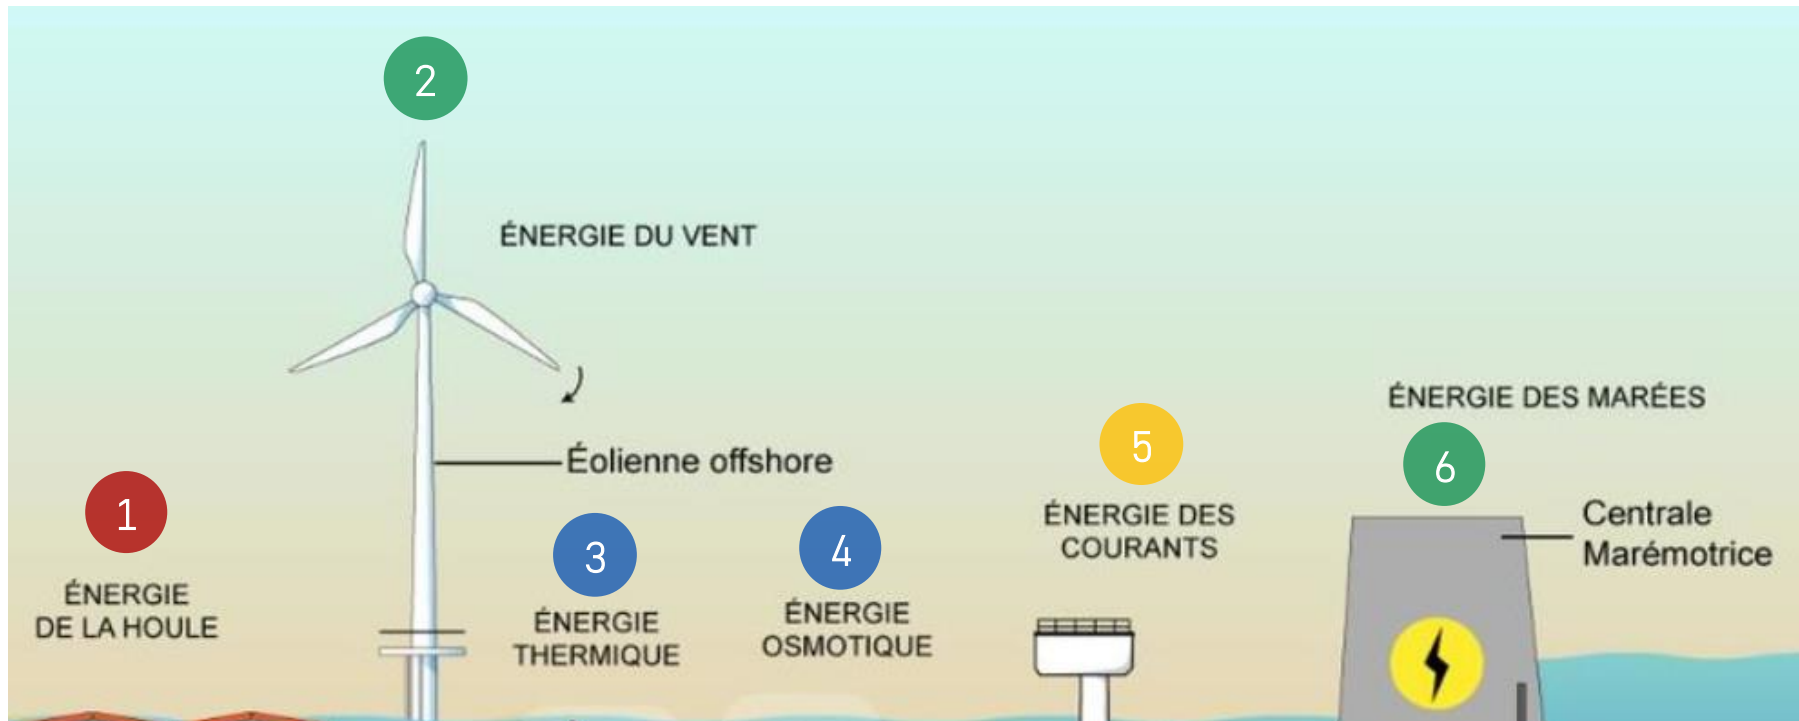 2
ÉNERGIE DU VENT
Éolienne offshore
1
ÉNERGIE
DE LA HOULE
3
ÉNERGIE
THERMIQUE
4
ÉNERGIE
OSMOTIQUE
5
ÉNERGIE DES
COURANTS
ÉNERGIE DES MARÉES
6
Centrale
Marémotrice